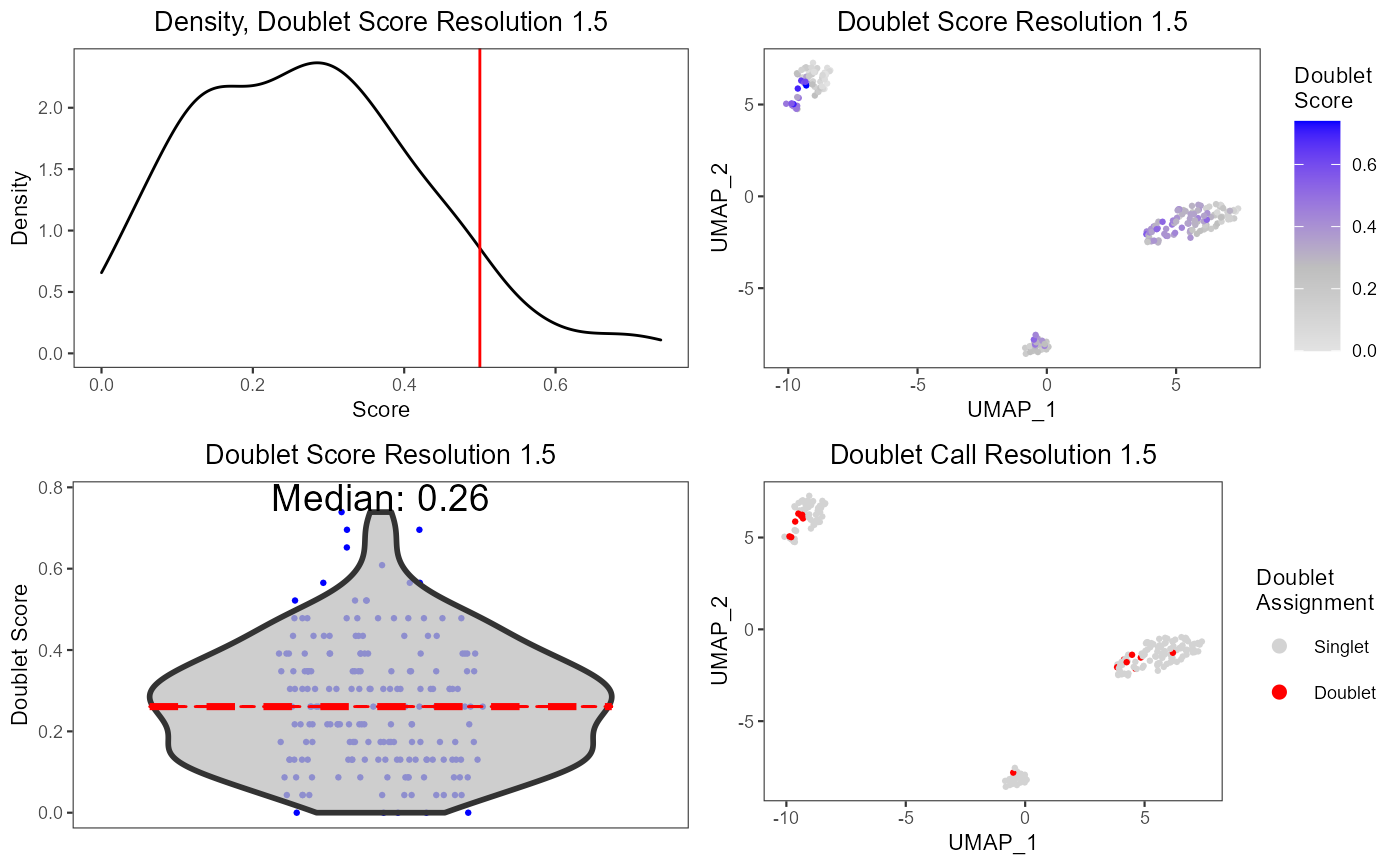 Density, Doublet Score Resolution 1.5
Density
2.0
1.5
1.0
0.5
0.0
0.0 0.2 0.4 0.6
Score
Doublet Score Resolution 1.5
UMAP_2
5
0
-5
-10 -5 0 5
UMAP_1
Doublet
Score
0.6
0.4
0.2
0.0
Doublet Score Resolution 1.5
Median: 0.26
Doublet Score
0.8
0.6
0.4
0.2
0.0
Doublet Call Resolution 1.5
UMAP_2
5
0
-5
-10 -5 0 5
UMAP_1
Doublet
Assignment
Singlet
Doublet